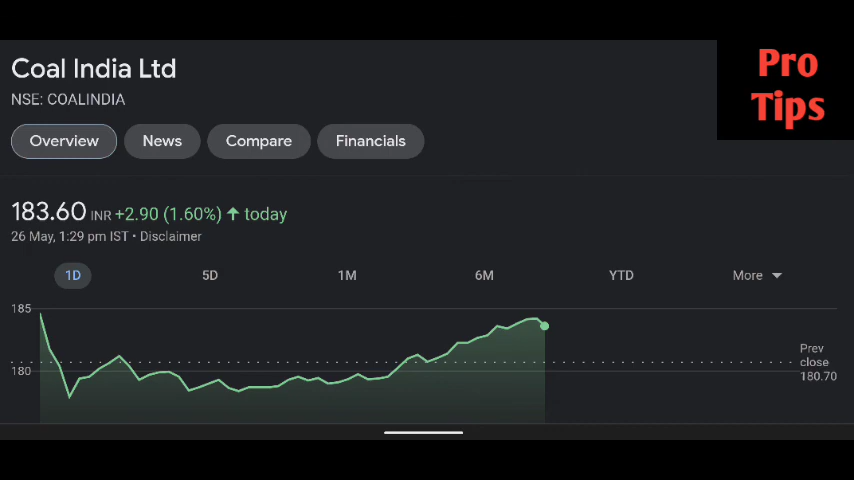 Coal India Ltd
Pro
Tips
NSE: COALINDIA
Overview
News
Compare
Financials
183.60 INR +2.90 (1.60%) ↑ today
26 May, 1:29 pm IST • Disclaimer
1D
5D
1M
6M
YTD
More
185
180
Prev
close
180.70